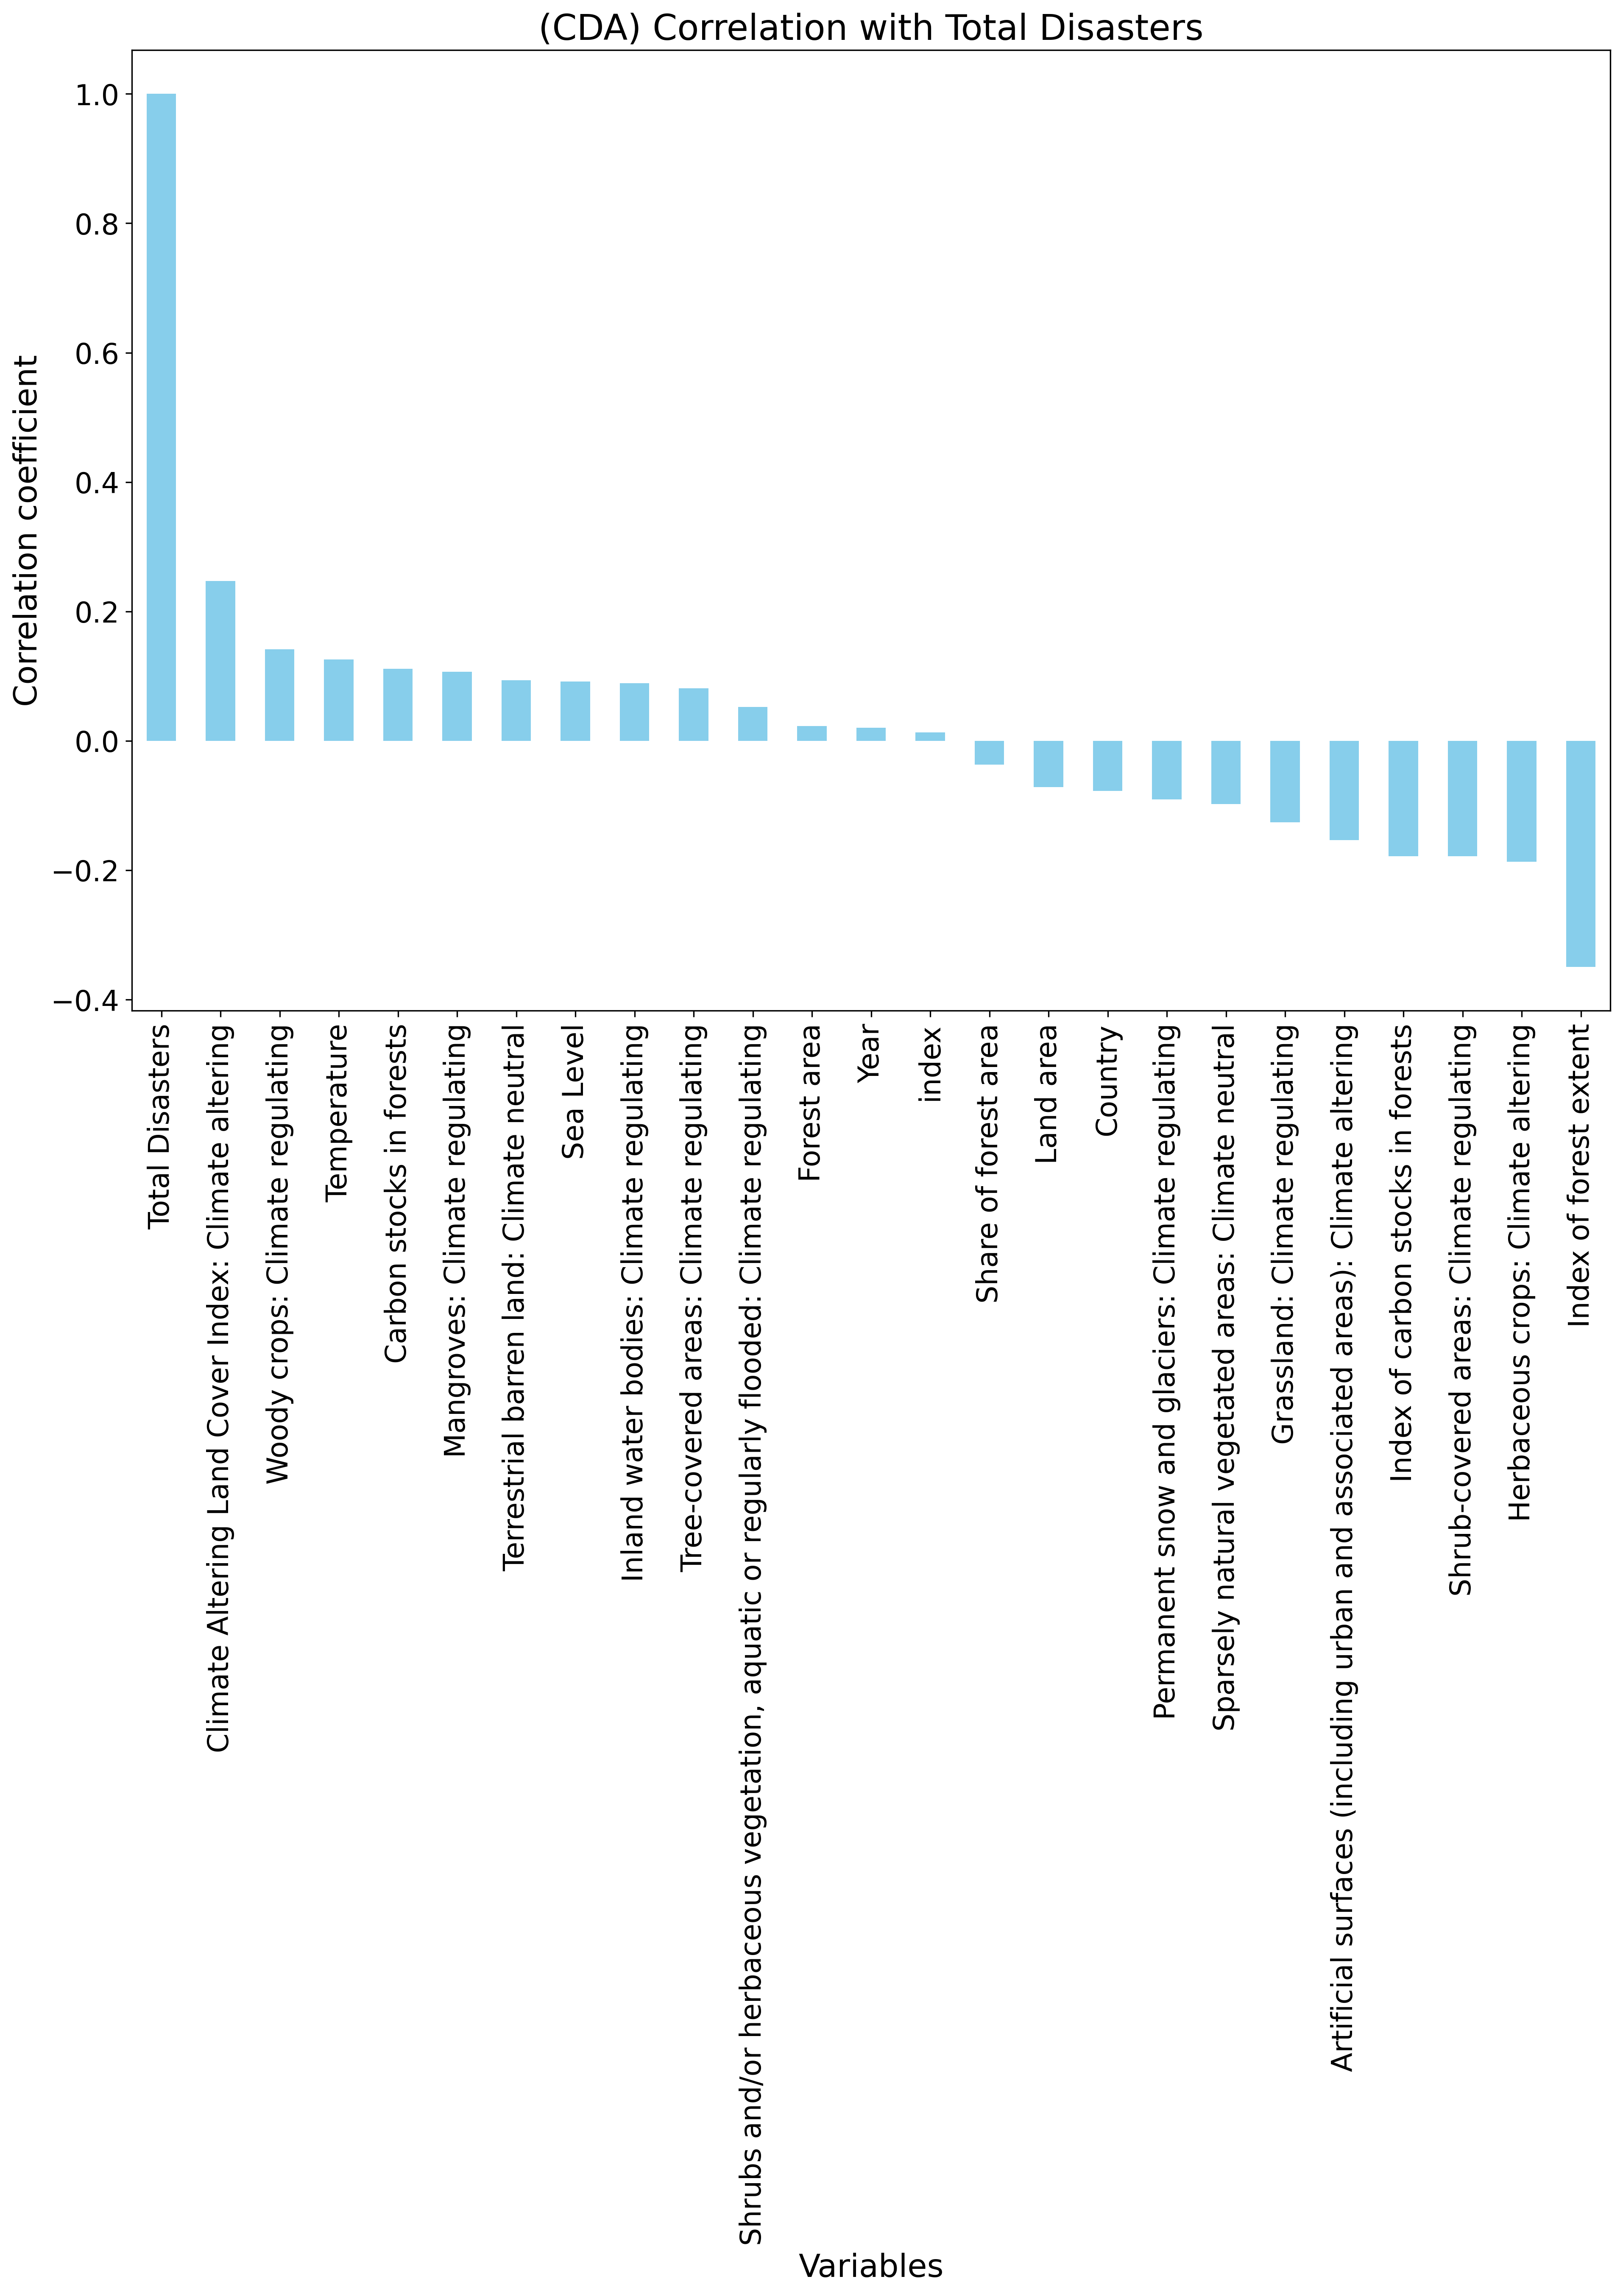 (CDA) Correlation with Total Disasters
Correlation coefficient
1.0
0.8
0.6
0.4
0.2
0.0
−0.2
−0.4
Total Disasters
Climate Altering Land Cover Index: Climate altering
Woody crops: Climate regulating
Temperature
Carbon stocks in forests
Mangroves: Climate regulating
Terrestrial barren land: Climate neutral
Sea Level
Inland water bodies: Climate regulating
Tree-covered areas: Climate regulating
Shrubs and/or herbaceous vegetation, aquatic or regularly flooded: Climate regulating
Forest area
Year
index
Share of forest area
Land area
Country
Permanent snow and glaciers: Climate regulating
Sparsely natural vegetated areas: Climate neutral
Grassland: Climate regulating
Artificial surfaces (including urban and associated areas): Climate altering
Index of carbon stocks in forests
Shrub-covered areas: Climate regulating
Herbaceous crops: Climate altering
Index of forest extent
Variables